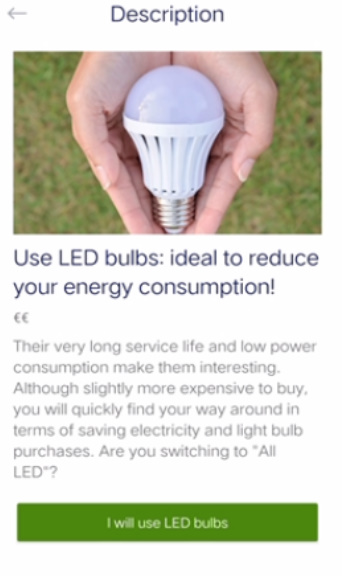 Description
Use LED bulbs: ideal to reduce
your energy consumption!
€€
Their very long service life and low power
consumption make them interesting.
Although slightly more expensive to buy,
you will quickly find your way around in
terms of saving electricity and light bulb
purchases. Are you switching to "All
LED"?
I will use LED bulbs